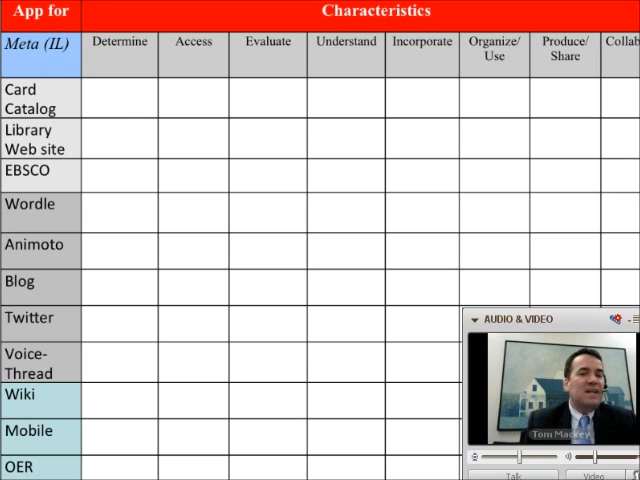 App for
Characteristics
Meta (IL)
Determine
Access
Evaluate
Understand
Incorporate
Organize/
Use
Produce/
Share
Collab
Card
Catalog
Library
Web site
EBSCO
Wordle
Animoto
Blog
Twitter
Voice-
Thread
Wiki
Mobile
OER
AUDIO & VIDEO
Tom Mackey
Talk
Video